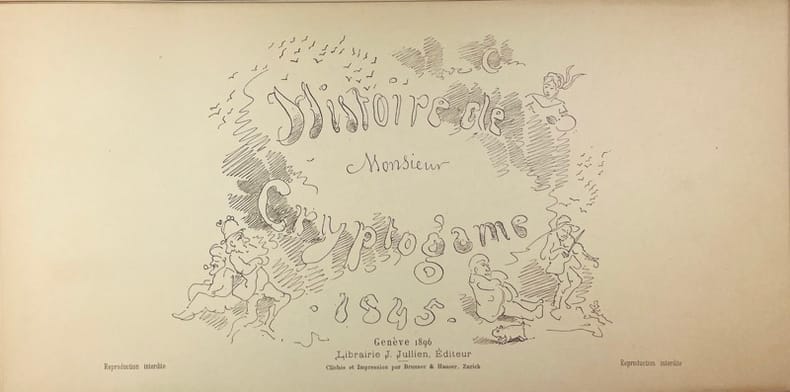 Histoire de
Monsieur
Cryptogame
1845.
Genève 1896
Librairie J. Jullien, Éditeur
Clichés et Impression par Brunner & Hauser, Zurich
Reproduction interdite
Reproduction interdite